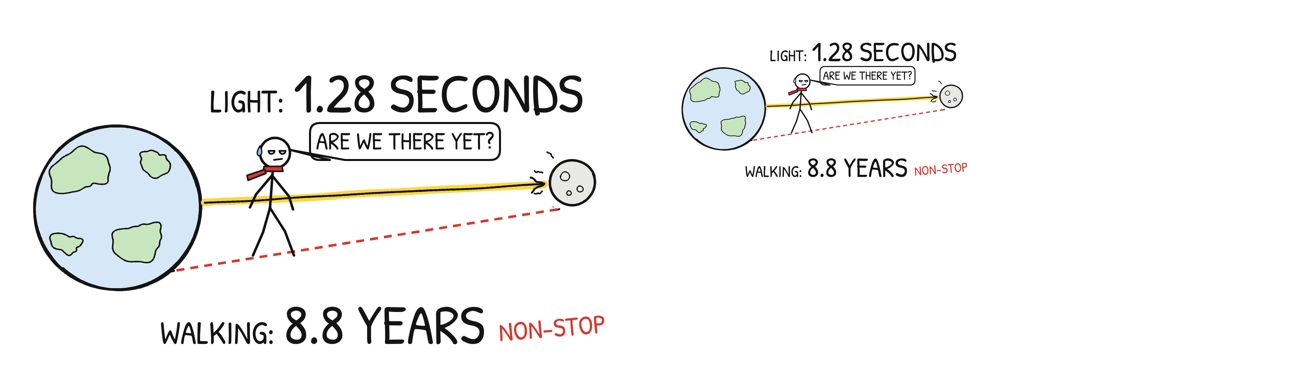 LIGHT: 1.28 SECONDS
ARE WE THERE YET?
WALKING: 8.8 YEARS NON-STOP
LIGHT: 1.28 SECONDS
ARE WE THERE YET?
WALKING: 8.8 YEARS NON-STOP